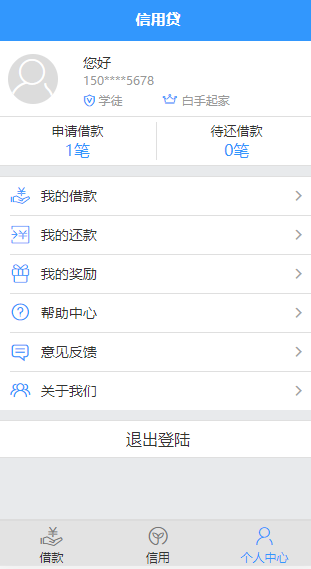 信用贷
您好
150****5678
学徒 白手起家
申请借款 待还借款
1笔 0笔
我的借款
我的还款
我的奖励
帮助中心
意见反馈
关于我们
退出登陆
借款 信用 个人中心